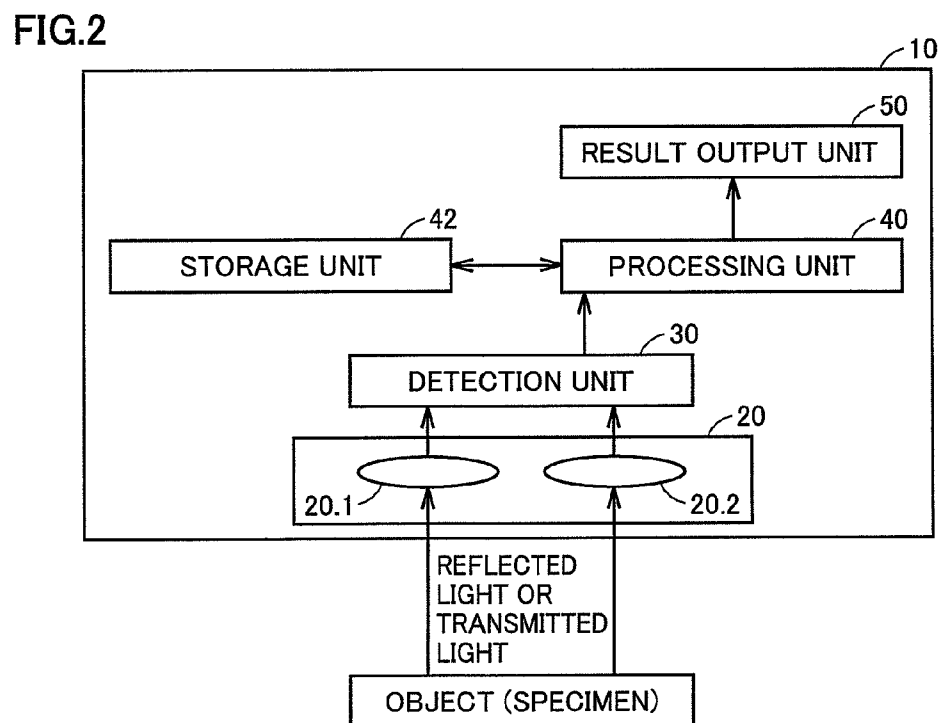 FIG.2
10
50
RESULT OUTPUT UNIT
42
40
STORAGE UNIT
PROCESSING UNIT
30
DETECTION UNIT
20
20.1
20.2
REFLECTED
LIGHT OR
TRANSMITTED
LIGHT
OBJECT (SPECIMEN)